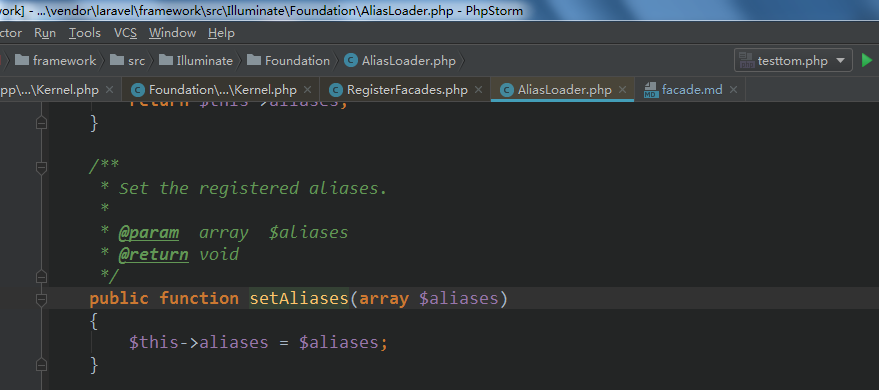 work] - ...\vendor\laravel\framework\src\Illuminate\Foundation\AliasLoader.php - PhpStorm
ctor Run Tools VCS Window Help
framework src Illuminate Foundation AliasLoader.php testtom.php
pp\...\Kernel.php Foundation\...\Kernel.php RegisterFacades.php AliasLoader.php facade.md
return $this->aliases;
}
/**
* Set the registered aliases.
*
* @param array $aliases
* @return void
*/
public function setAliases(array $aliases)
{
$this->aliases = $aliases;
}